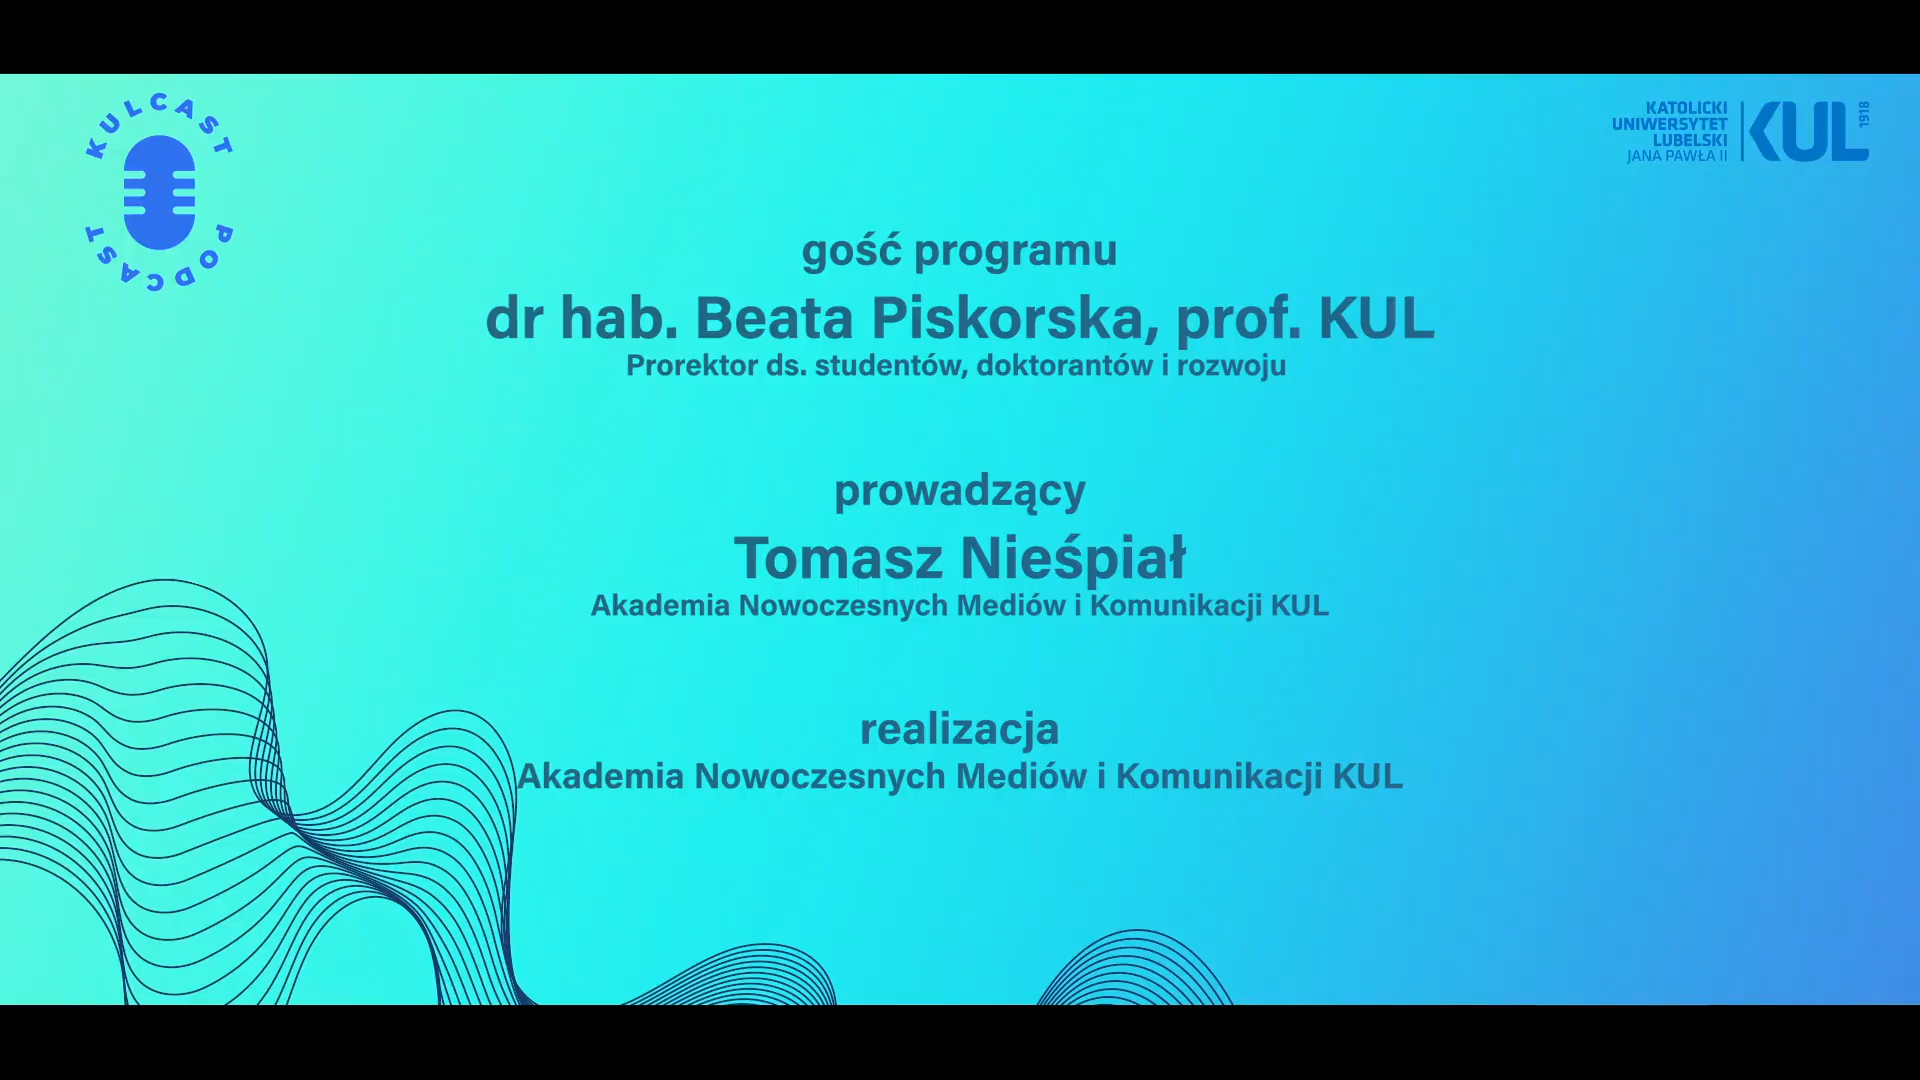 KULCAST
PODCAST
KATOLICKI
UNIWERSYTET
LUBELSKI
JANA PAWŁA II
KUL
1918
gość programu
dr hab. Beata Piskorska, prof. KUL
Prorektor ds. studentów, doktorantów i rozwoju
prowadzący
Tomasz Nieśpiał
Akademia Nowoczesnych Mediów i Komunikacji KUL
realizacja
Akademia Nowoczesnych Mediów i Komunikacji KUL